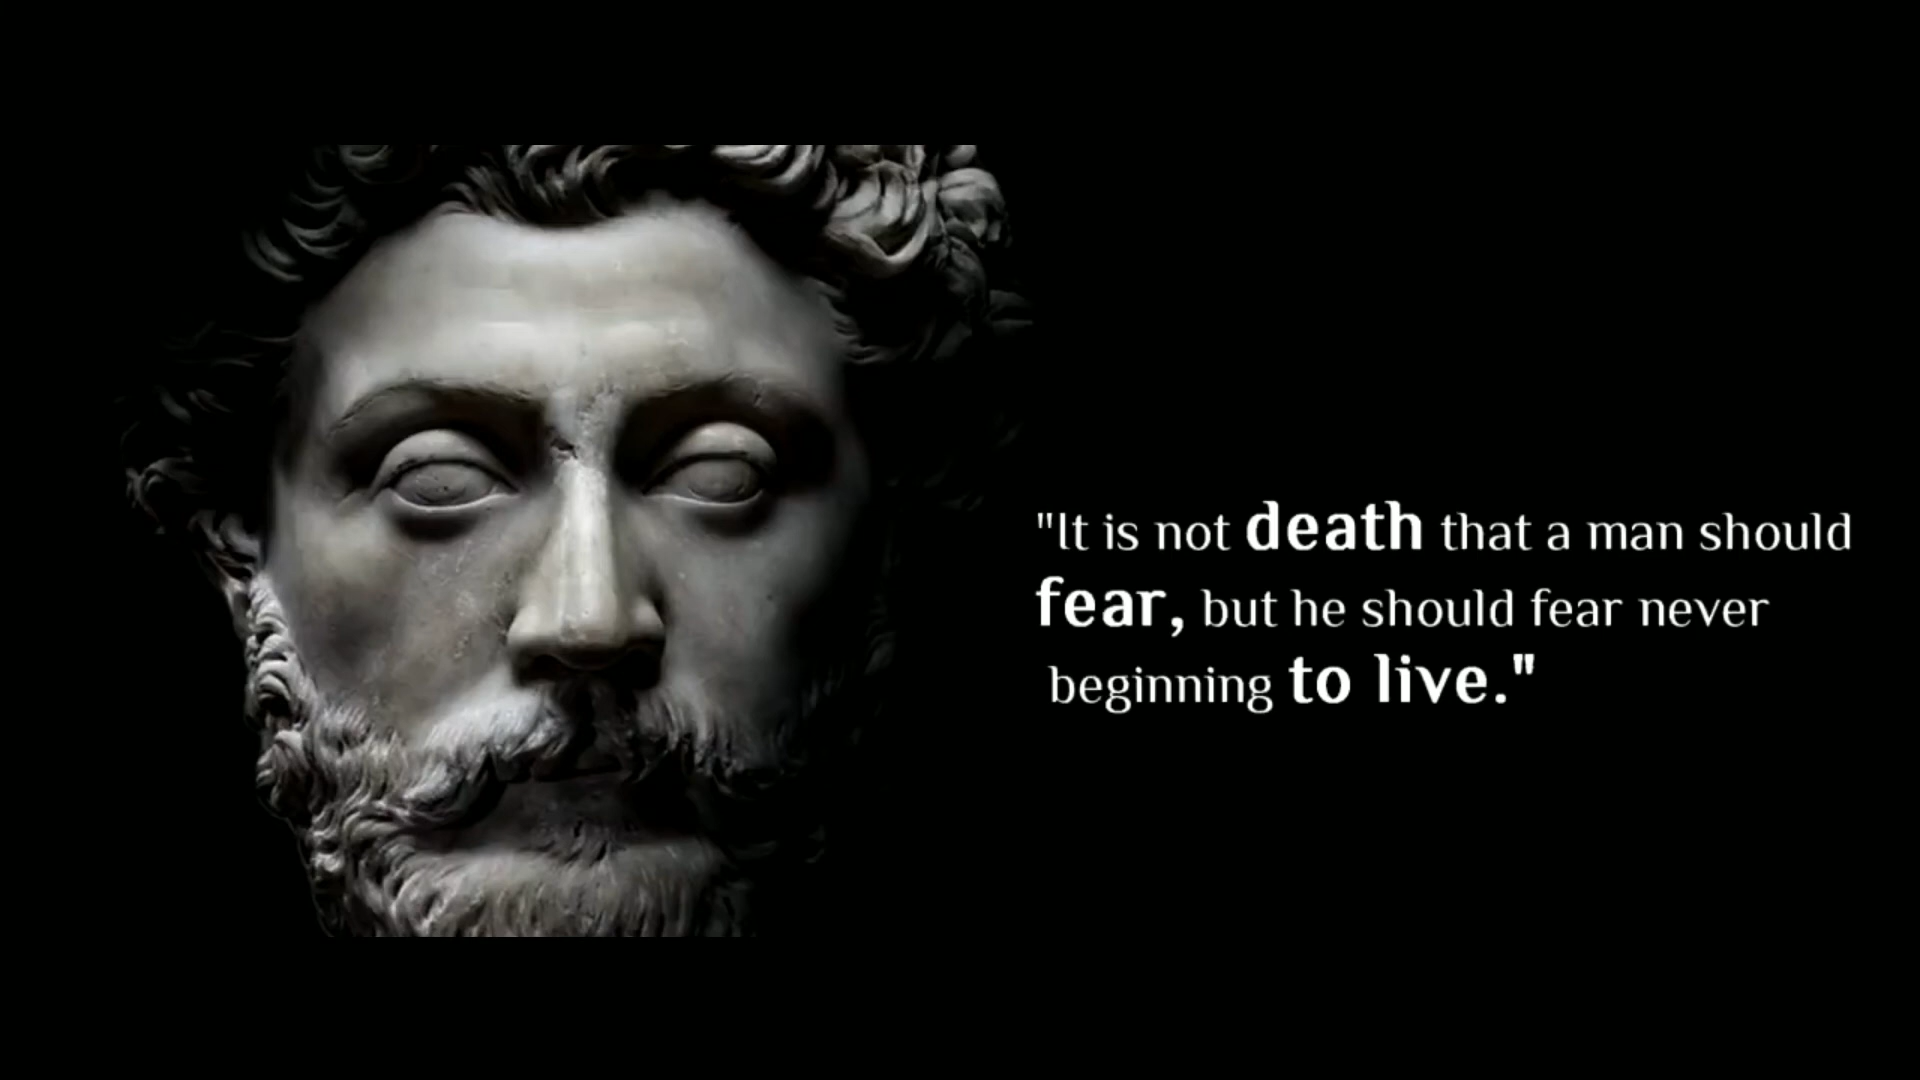 "It is not death that a man should
fear, but he should fear never
beginning to live."